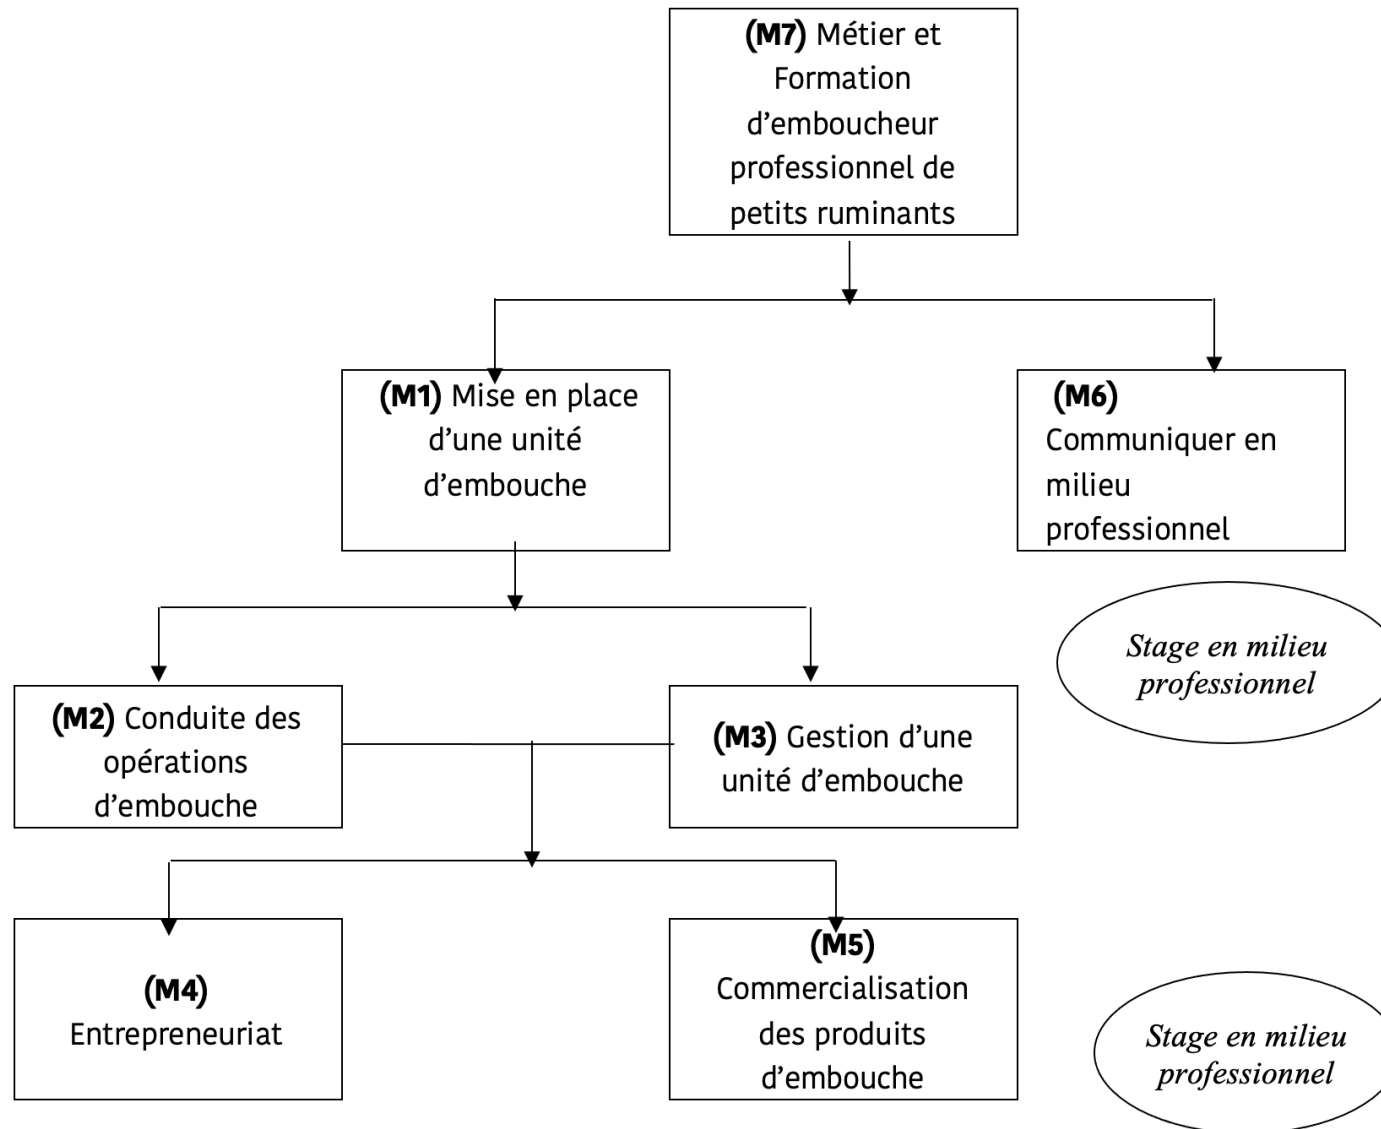 (M7) Métier et
Formation
d’emboucheur
professionnel de
petits ruminants
(M1) Mise en place
d’une unité
d’embouche
(M6)
Communiquer en
milieu
professionnel
Stage en milieu
professionnel
(M2) Conduite des
opérations
d’embouche
(M3) Gestion d’une
unité d’embouche
(M4)
Entrepreneuriat
(M5)
Commercialisation
des produits
d’embouche
Stage en milieu
professionnel